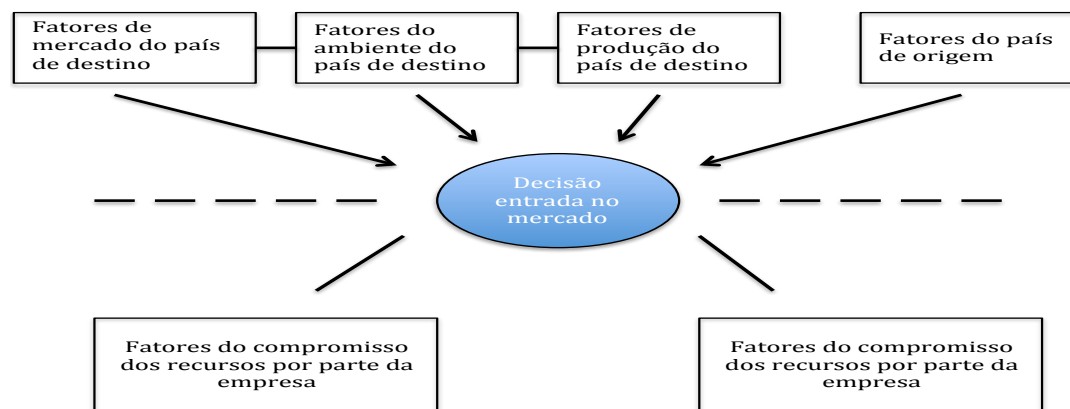 Fatores de
mercado do país
de destino
Fatores do
ambiente do
país de destino
Fatores de
produção do
país de destino
Fatores do país
de origem
Decisão
entrada no
mercado
Fatores do compromisso
dos recursos por parte da
empresa
Fatores do compromisso
dos recursos por parte da
empresa